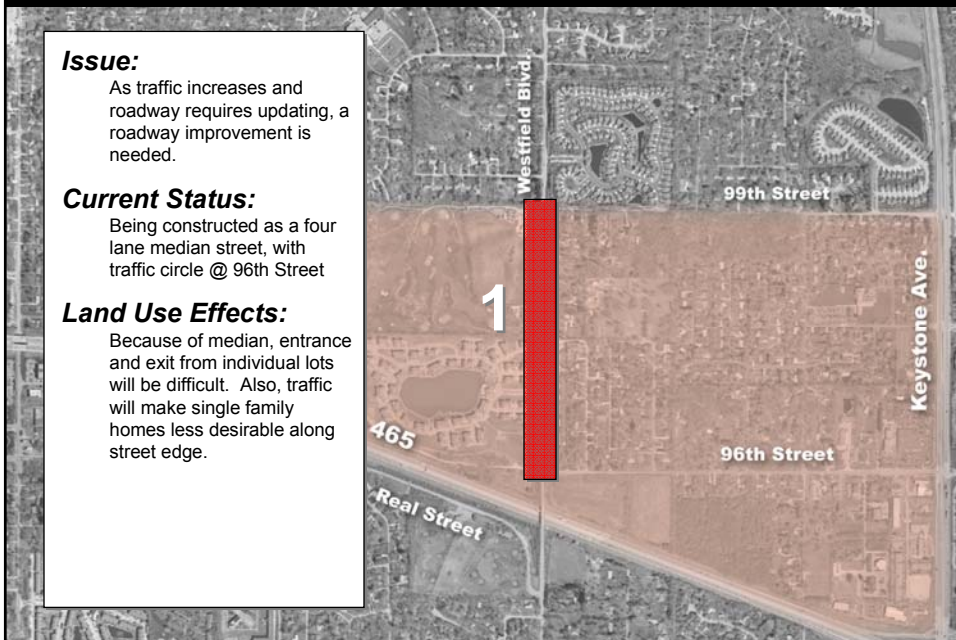 Issue:
As traffic increases and
roadway requires updating, a
roadway improvement is
needed.
Current Status:
Being constructed as a four
lane median street, with
traffic circle @ 96th Street
Land Use Effects:
Because of median, entrance
and exit from individual lots
will be difficult. Also, traffic
will make single family
homes less desirable along
street edge.
Westfield Blvd.
99th Street
1
Keystone Ave.
465
96th Street
Real Street